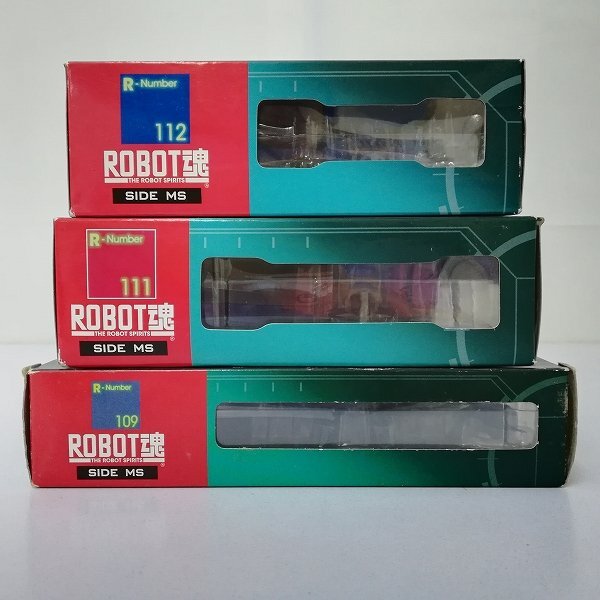 R-Number
112
ROBOT魂
THE ROBOT SPIRITS
SIDE MS
R-Number
111
ROBOT魂
THE ROBOT SPIRITS
SIDE MS
R-Number
109
ROBOT魂
THE ROBOT SPIRITS
SIDE MS